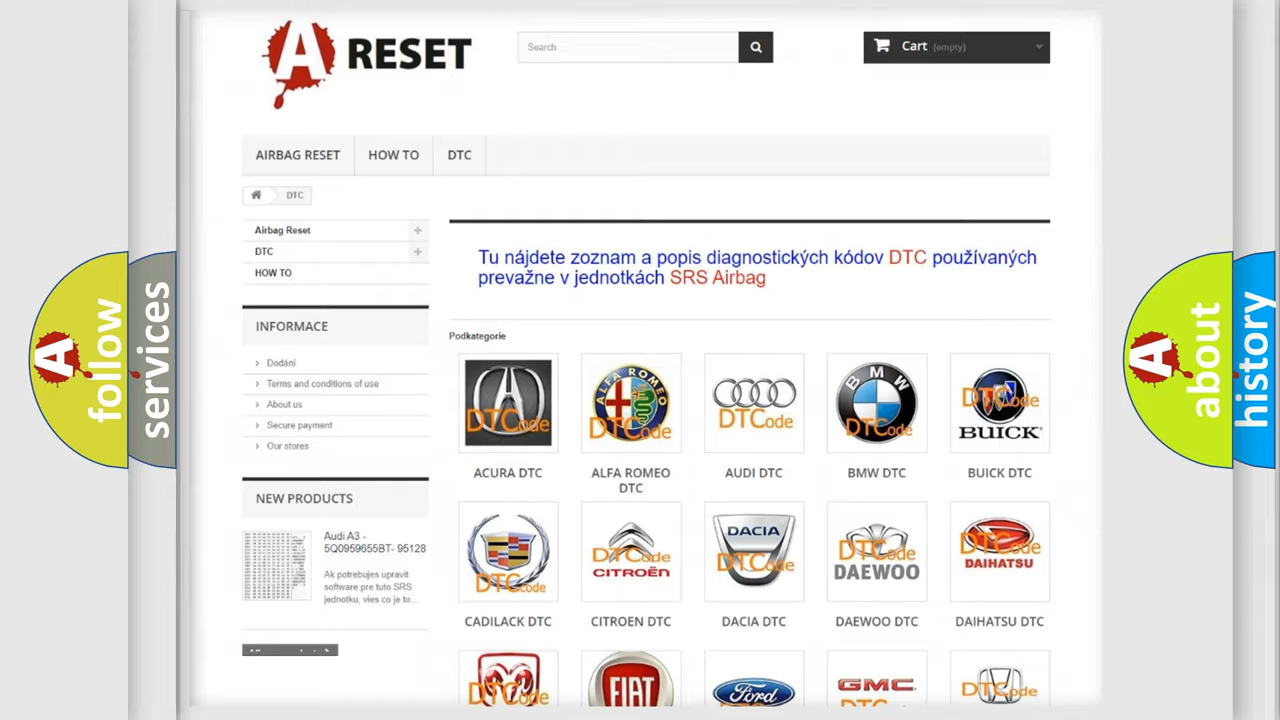 A RESET
Search
Cart (empty)
AIRBAG RESET
HOW TO
DTC
DTC
Airbag Reset
DTC
HOW TO
INFORMACE
Dodání
Terms and conditions of use
About us
Secure payment
Our stores
NEW PRODUCTS
Audi A3 -
5Q0959655BT- 95128
Ak potrebujes upravit
software pre tuto SRS
jednotku, vies co je to...
Tu nájdete zoznam a popis diagnostických kódov DTC používaných
prevažne v jednotkách SRS Airbag
Podkategorie
DTCode
ALFA ROMEO
DTCode
DTCode
BMW
DTCode
DTCode
BUICK
ACURA DTC
ALFA ROMEO
DTC
AUDI DTC
BMW DTC
BUICK DTC
DTCode
DTCode
CITROËN
DACIA
DTCode
DTCode
DAEWOO
DTCode
DAIHATSU
CADILACK DTC
CITROEN DTC
DACIA DTC
DAEWOO DTC
DAIHATSU DTC
DTCode
FIAT
Ford
GMC
DTCode
A follow
services
A about
history